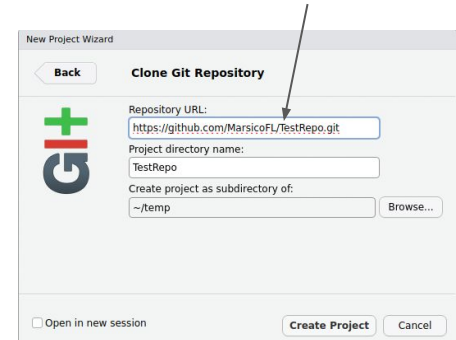 New Project Wizard
Back
Clone Git Repository
git
Repository URL:
https://github.com/MarsicoFL/TestRepo.git
Project directory name:
TestRepo
Create project as subdirectory of:
~/temp
Browse...
Open in new session
Create Project
Cancel